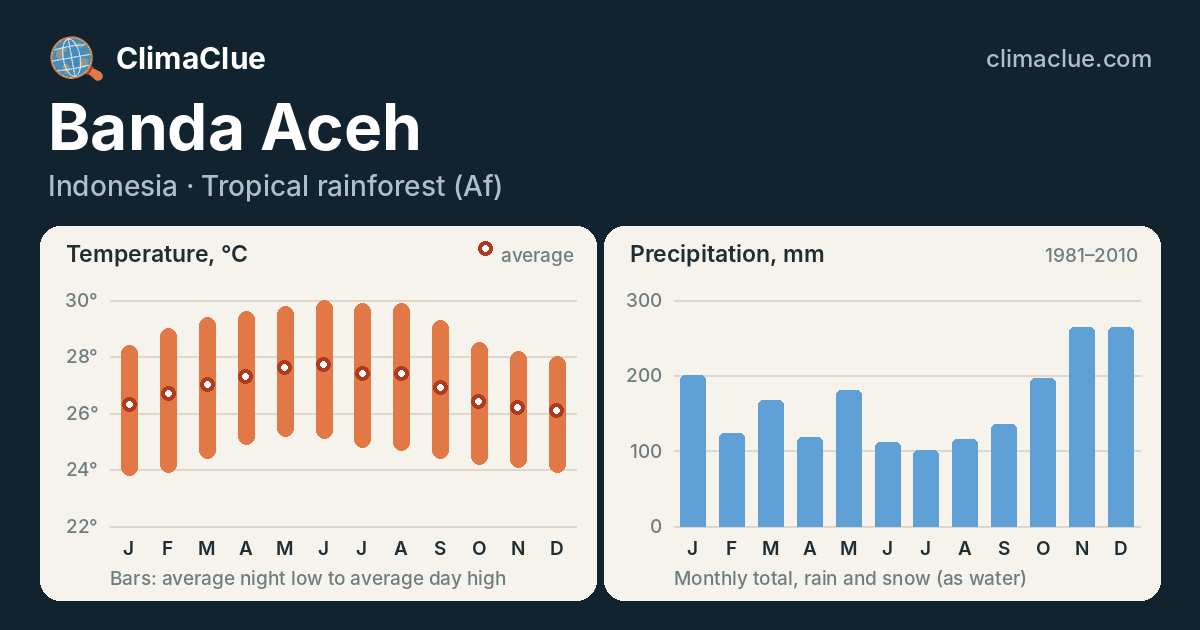 ClimaClue
climaclue.com
Banda Aceh
Indonesia · Tropical rainforest (Af)
Temperature, °C
average
30°
28°
26°
24°
22°
J F M A M J J A S O N D
Bars: average night low to average day high
Precipitation, mm
1981–2010
300
200
100
0
J F M A M J J A S O N D
Monthly total, rain and snow (as water)